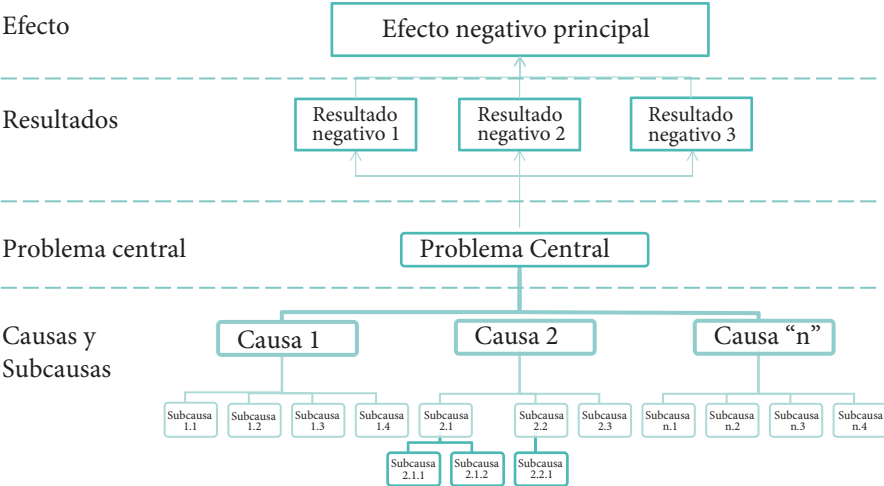 Efecto
Efecto negativo principal
Resultados
Resultado
negativo 1
Resultado
negativo 2
Resultado
negativo 3
Problema central
Problema Central
Causas y
Subcausas
Causa 1
Causa 2
Causa “n”
Subcausa
1.1
Subcausa
1.2
Subcausa
1.3
Subcausa
1.4
Subcausa
2.1
Subcausa
2.2
Subcausa
2.3
Subcausa
n.1
Subcausa
n.2
Subcausa
n.3
Subcausa
n.4
Subcausa
2.1.1
Subcausa
2.1.2
Subcausa
2.2.1